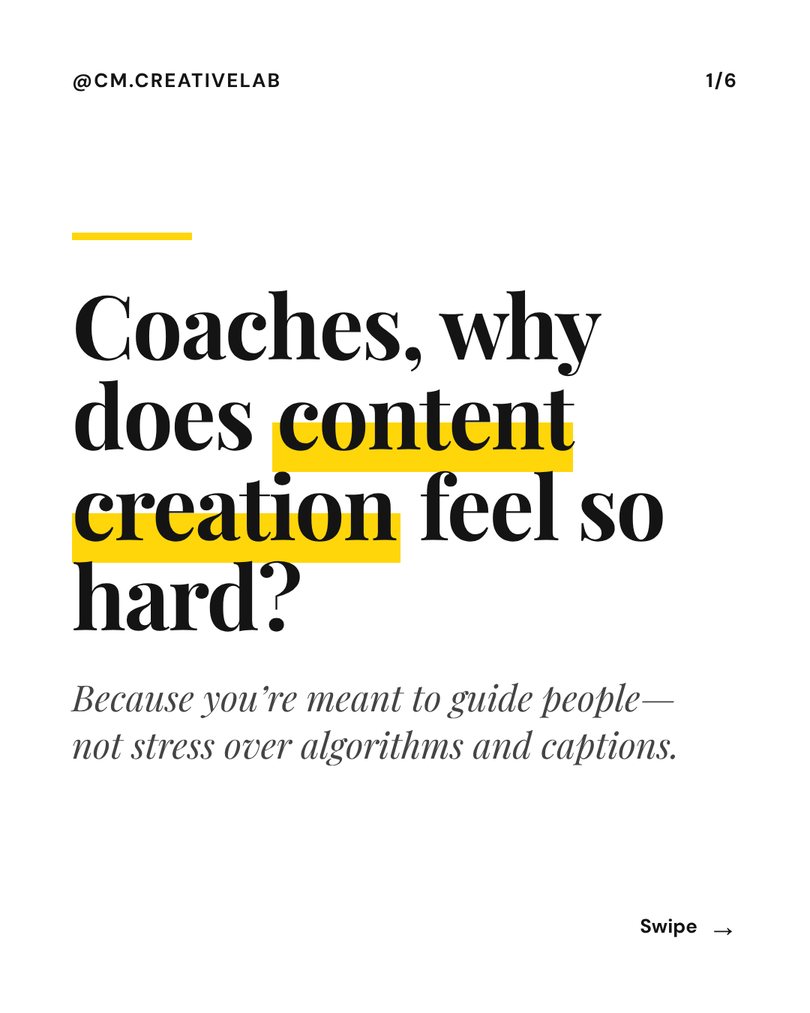 @CM.CREATIVELAB
1/6
Coaches, why
does content
creation feel so
hard?
Because you’re meant to guide people—
not stress over algorithms and captions.
Swipe →